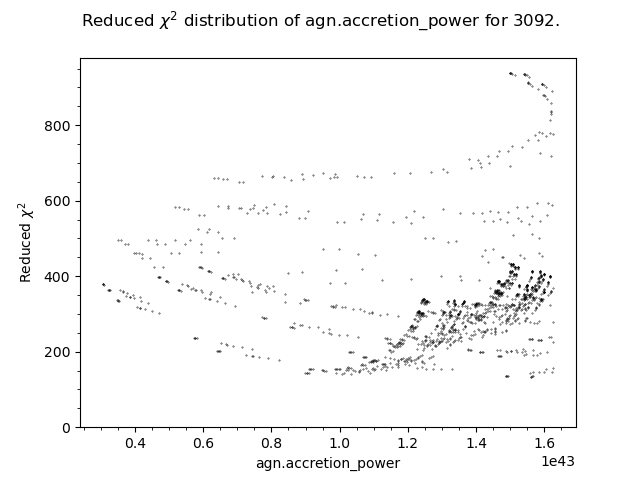 Reduced χ² distribution of agn.accretion_power for 3092.
800
600
400
200
0
Reduced χ²
0.4 0.6 0.8 1.0 1.2 1.4 1.6
1e43
agn.accretion_power